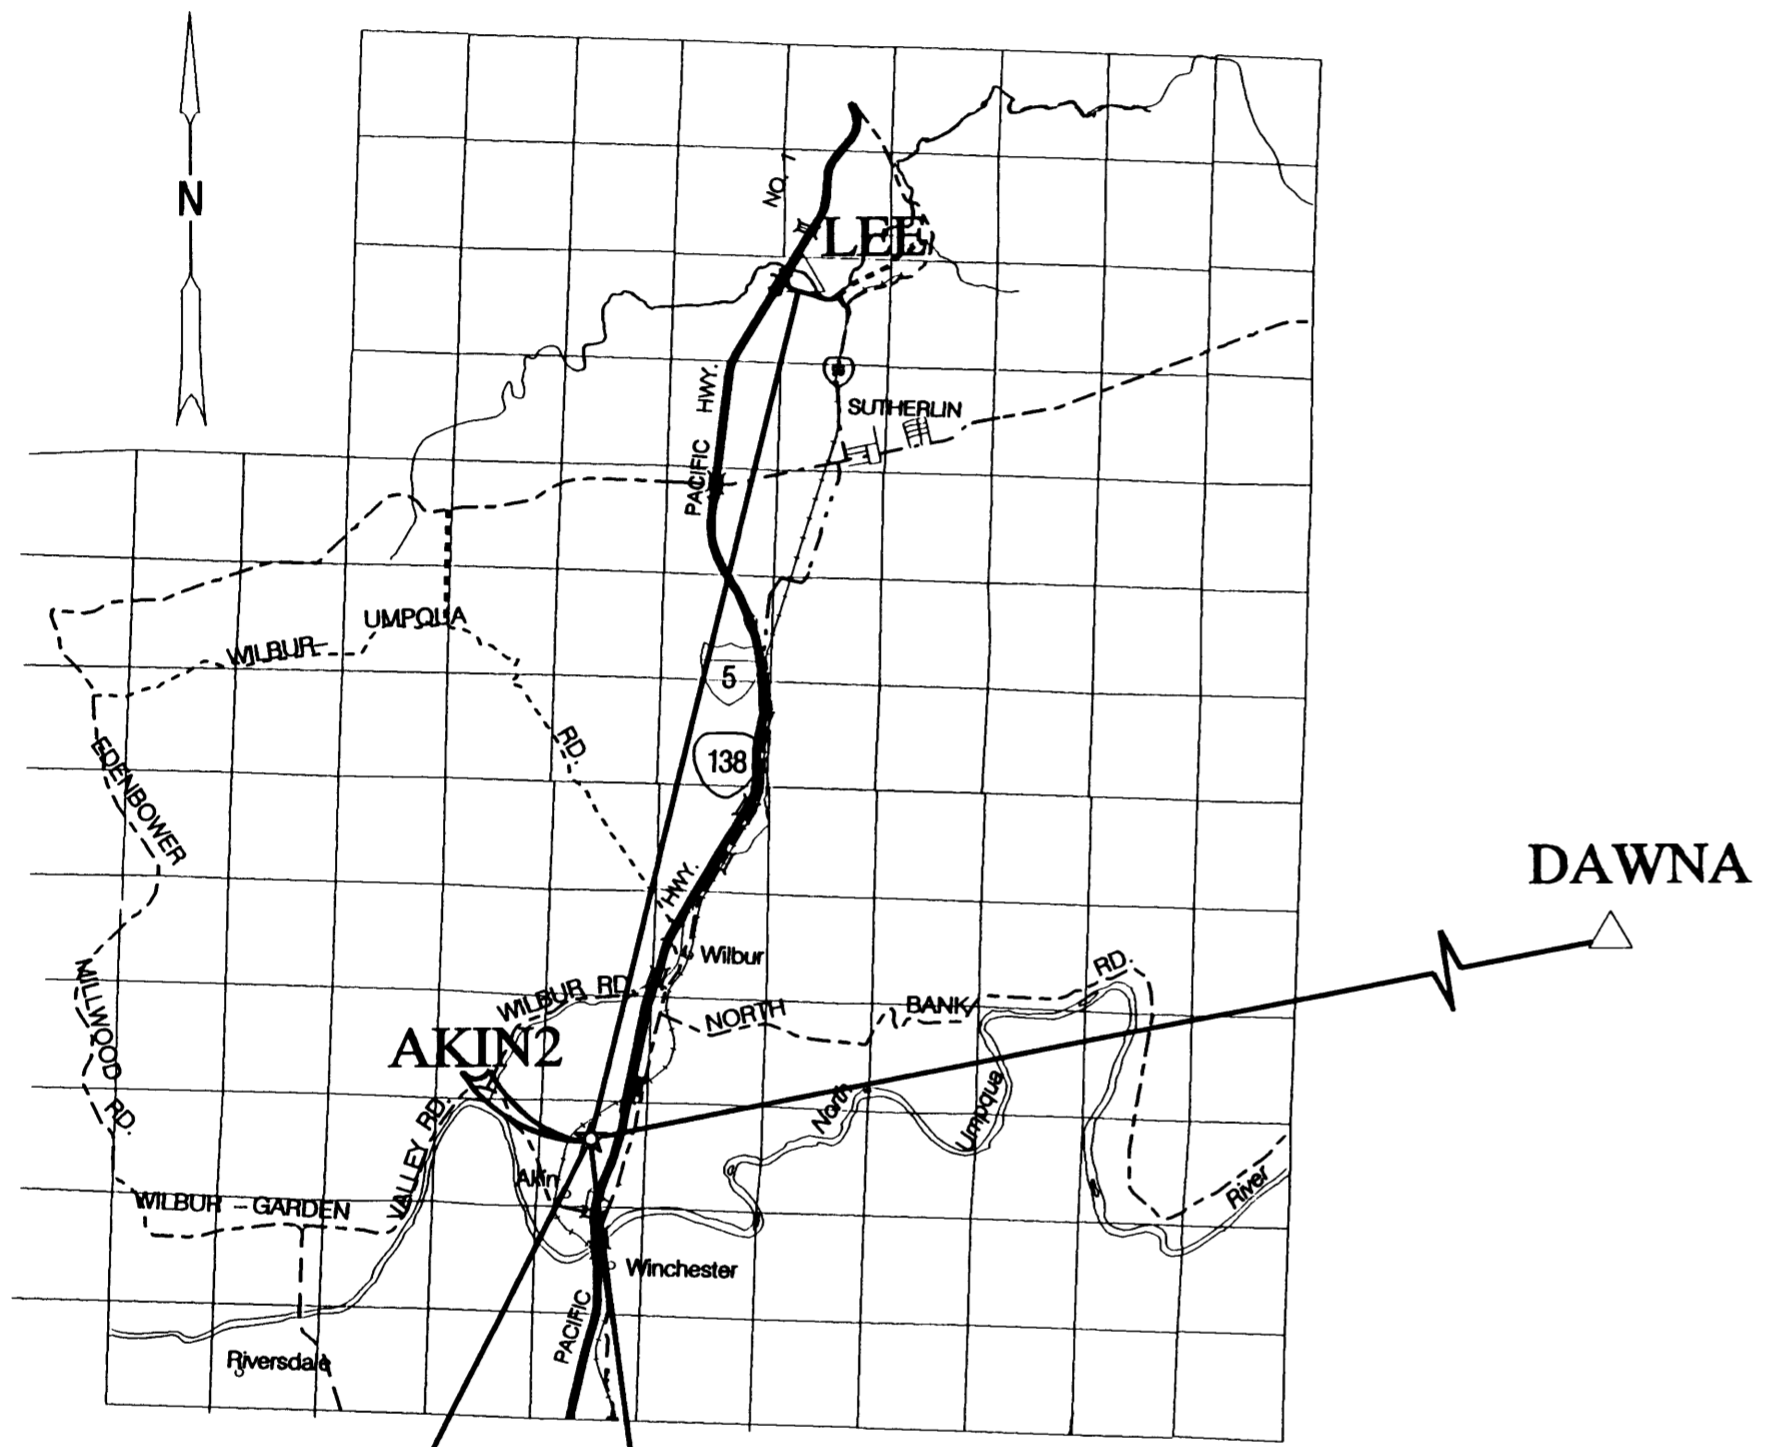 N
NO. 1
LEE
PACIFIC HWY.
SUTHERLIN
UMPQUA
WILBUR-
RD.
5
138
EDENBOWER
HWY.
DAWNA
Wilbur
MILLWOOD
RD.
WILBUR RD.
NORTH
BANK
RD.
AKIN2
VALLEY RD.
North
Umpqua
River
Akin
WILBUR - GARDEN
Winchester
PACIFIC
Riversdale